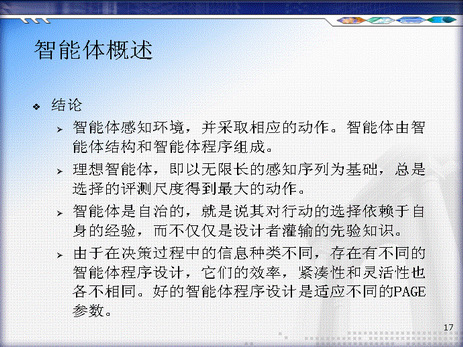 智能体概述
结论
智能体感知环境，并采取相应的动作。智能体由智
能体结构和智能体程序组成。
理想智能体，即以无限长的感知序列为基础，总是
选择的评测尺度得到最大的动作。
智能体是自治的，就是说其对行动的选择依赖于自
身的经验，而不仅仅是设计者灌输的先验知识。
由于在决策过程中的信息种类不同，存在有不同的
智能体程序设计，它们的效率，紧凑性和灵活性也
各不相同。好的智能体程序设计是适应不同的PAGE
参数。
17